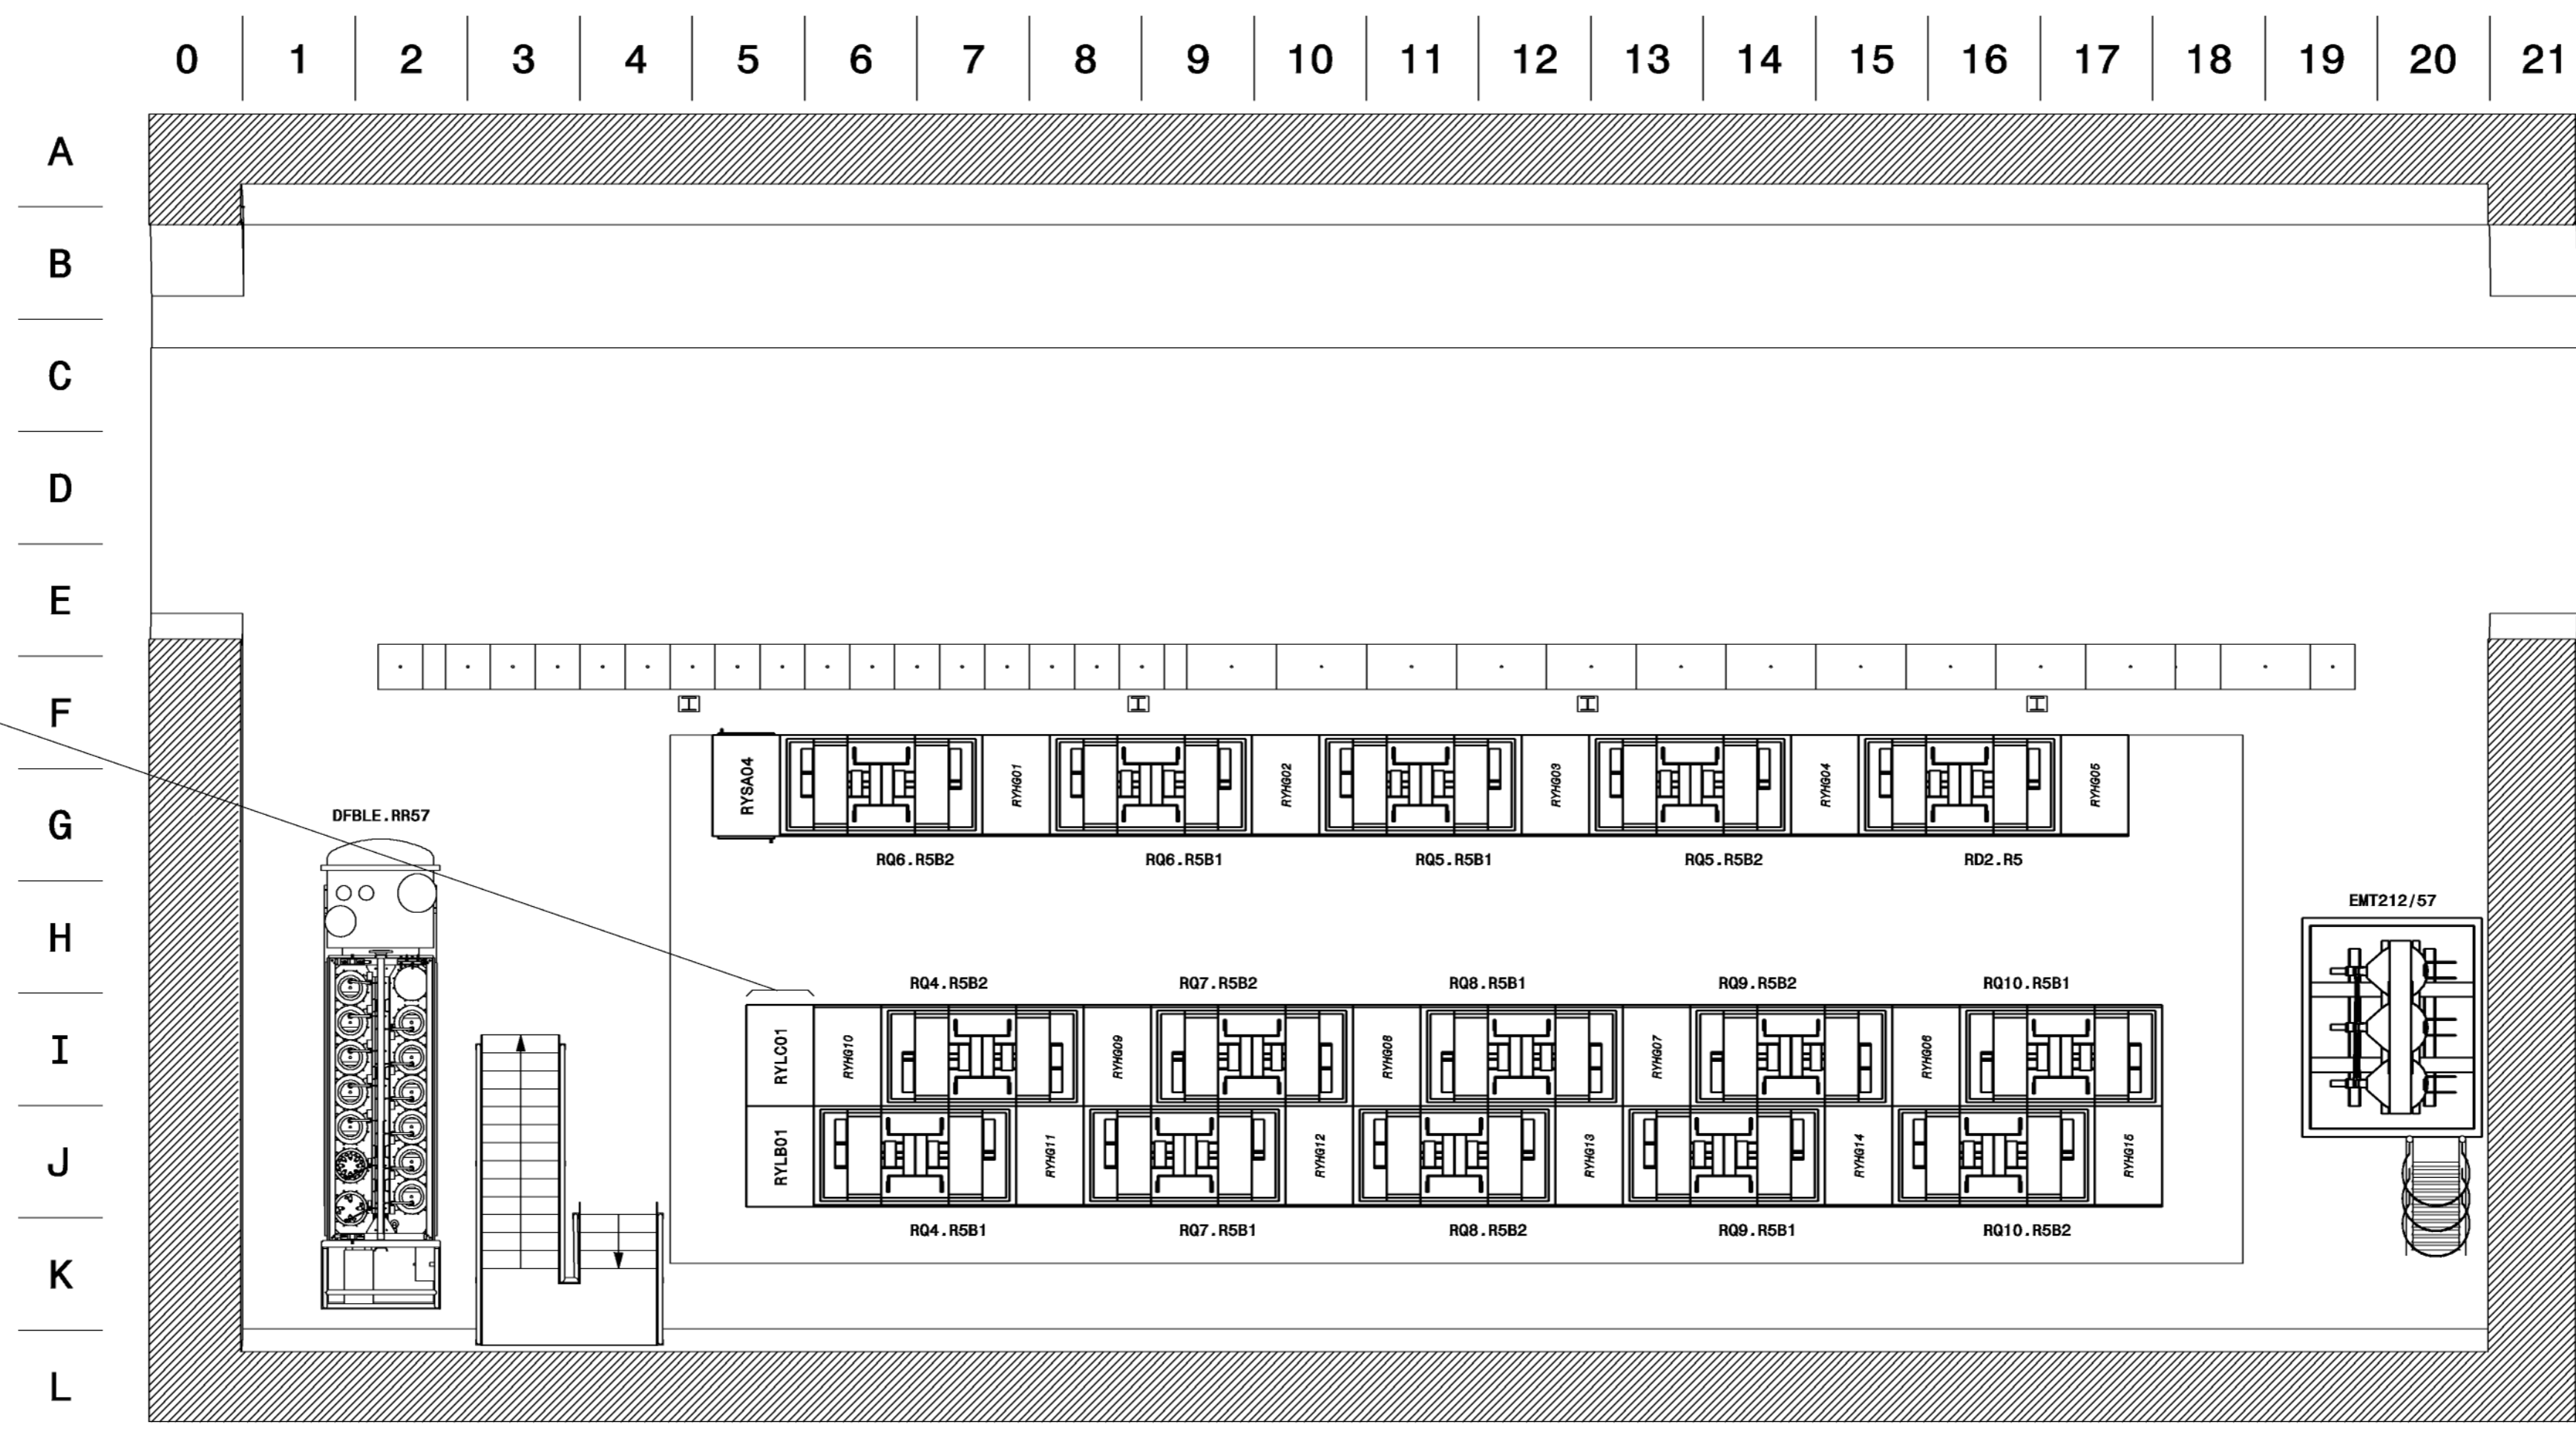 0 1 2 3 4 5 6 7 8 9 10 11 12 13 14 15 16 17 18 19 20 21
A
B
C
D
E
F
RYSA04 RYHG01 RYHG02 RYHG03 RYHG04 RYHG05
G
DFBLE.RR57
RQ6.R5B2 RQ6.R5B1 RQ5.R5B1 RQ5.R5B2 RD2.R5
EMT212/57
H
RQ4.R5B2 RQ7.R5B2 RQ8.R5B1 RQ9.R5B2 RQ10.R5B1
I
RYLC01 RYHG10 RYHG09 RYHG08 RYHG07 RYHG06
J
RYLB01 RYHG11 RYHG12 RYHG13 RYHG14 RYHG15
RQ4.R5B1 RQ7.R5B1 RQ8.R5B2 RQ9.R5B1 RQ10.R5B2
K
L